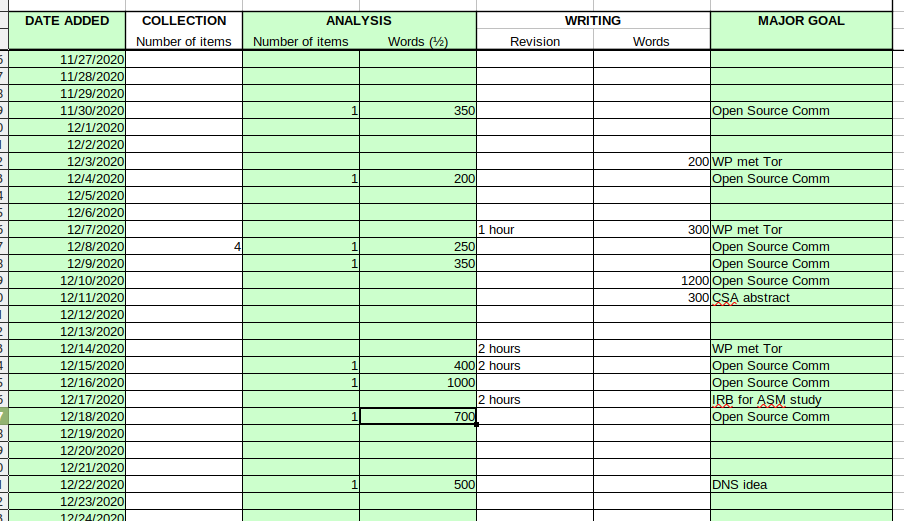 DATE ADDED COLLECTION ANALYSIS WRITING MAJOR GOAL
Number of items Number of items Words (½) Revision Words
11/27/2020
11/28/2020
11/29/2020
11/30/2020 1 350 Open Source Comm
12/1/2020
12/2/2020
12/3/2020 200 WP met Tor
12/4/2020 1 200 Open Source Comm
12/5/2020
12/6/2020
12/7/2020 1 hour 300 WP met Tor
12/8/2020 4 1 250 Open Source Comm
12/9/2020 1 350 Open Source Comm
12/10/2020 1200 Open Source Comm
12/11/2020 300 CSA abstract
12/12/2020
12/13/2020
12/14/2020 2 hours WP met Tor
12/15/2020 1 400 2 hours Open Source Comm
12/16/2020 1 1000 Open Source Comm
12/17/2020 2 hours IRB for ASM study
12/18/2020 1 700 Open Source Comm
12/19/2020
12/20/2020
12/21/2020
12/22/2020 1 500 DNS idea
12/23/2020
12/24/2020